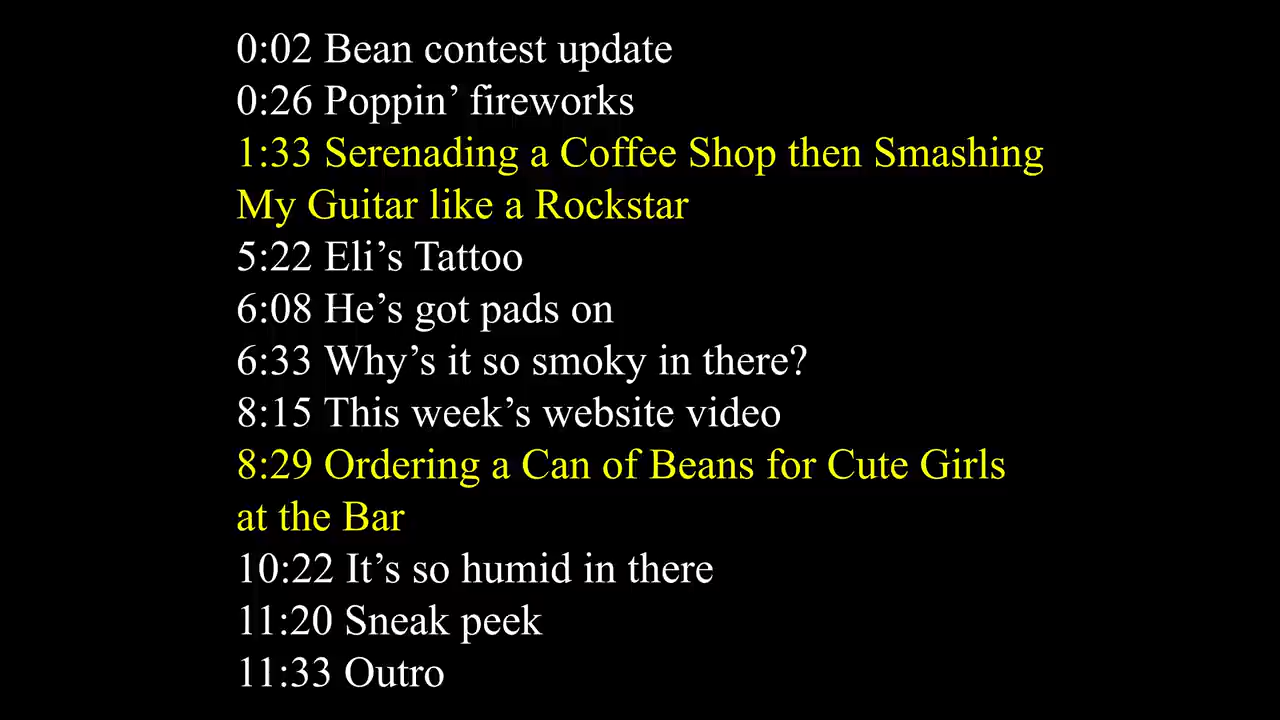 0:02 Bean contest update
0:26 Poppin’ fireworks
1:33 Serenading a Coffee Shop then Smashing
My Guitar like a Rockstar
5:22 Eli’s Tattoo
6:08 He’s got pads on
6:33 Why’s it so smoky in there?
8:15 This week’s website video
8:29 Ordering a Can of Beans for Cute Girls
at the Bar
10:22 It’s so humid in there
11:20 Sneak peek
11:33 Outro